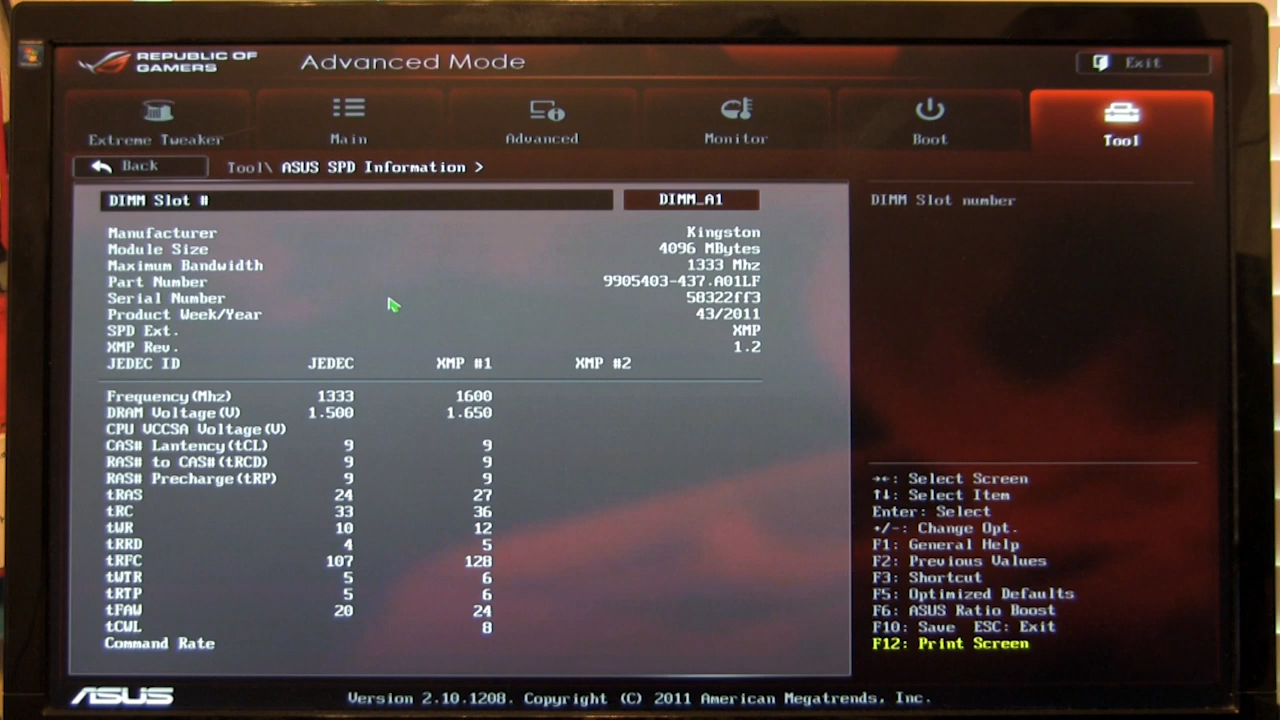 REPUBLIC OF
GAMERS
Advanced Mode
Exit
Extreme Tweaker
Main
Advanced
Monitor
Boot
Tool
Back
Tool\ ASUS SPD Information >
DIMM Slot # DIMM_A1
DIMM Slot number
Manufacturer Kingston
Module Size 4096 MBytes
Maximum Bandwidth 1333 Mhz
Part Number 9905403-437.A01LF
Serial Number 58322ff3
Product Week/Year 43/2011
SPD Ext. XMP
XMP Rev. 1.2
JEDEC ID JEDEC XMP #1 XMP #2
Frequency(Mhz) 1333 1600
DRAM Voltage(V) 1.500 1.650
CPU VCCSA Voltage(V)
CAS# Lantency(tCL) 9 9
RAS# to CAS#(tRCD) 9 9
RAS# Precharge(tRP) 9 9
tRAS 24 27
tRC 33 36
tWR 10 12
tRRD 4 5
tRFC 107 128
tWTR 5 6
tRTP 5 6
tFAW 20 24
tCWL 8
Command Rate
→←: Select Screen
↑↓: Select Item
Enter: Select
+/-: Change Opt.
F1: General Help
F2: Previous Values
F3: Shortcut
F5: Optimized Defaults
F6: ASUS Ratio Boost
F10: Save ESC: Exit
F12: Print Screen
ASUS
Version 2.10.1208. Copyright (C) 2011 American Megatrends, Inc.